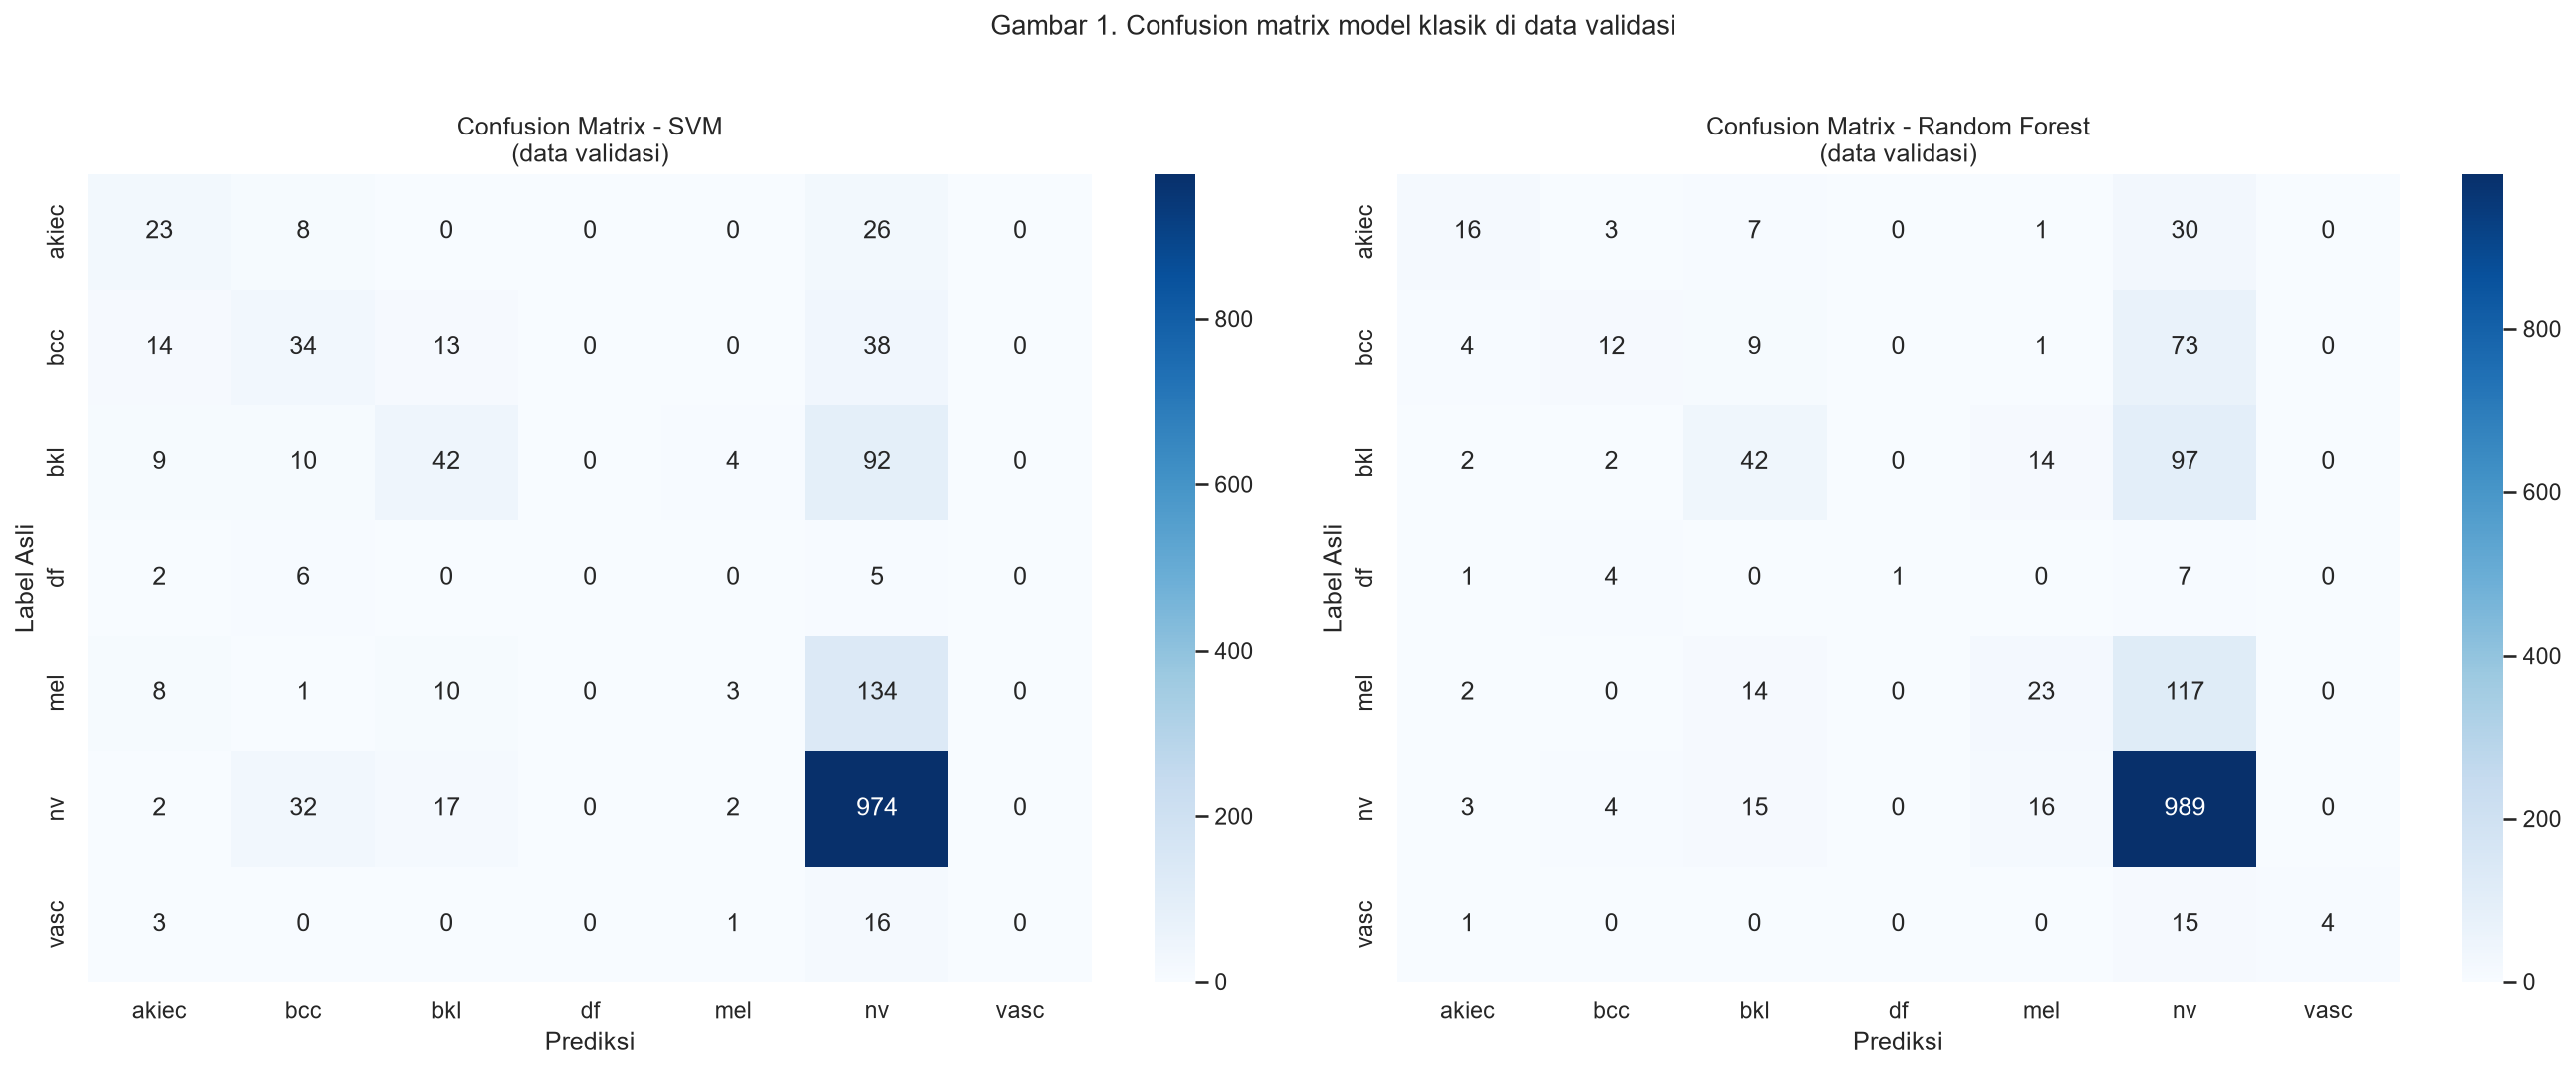 Gambar 1. Confusion matrix model klasik di data validasi
Confusion Matrix - SVM
(data validasi)
Label Asli
akiec 23 8 0 0 0 26 0
bcc 14 34 13 0 0 38 0
bkl 9 10 42 0 4 92 0
df 2 6 0 0 0 5 0
mel 8 1 10 0 3 134 0
nv 2 32 17 0 2 974 0
vasc 3 0 0 0 1 16 0
akiec bcc bkl df mel nv vasc
Prediksi
800
600
400
200
0
Confusion Matrix - Random Forest
(data validasi)
Label Asli
akiec 16 3 7 0 1 30 0
bcc 4 12 9 0 1 73 0
bkl 2 2 42 0 14 97 0
df 1 4 0 1 0 7 0
mel 2 0 14 0 23 117 0
nv 3 4 15 0 16 989 0
vasc 1 0 0 0 0 15 4
akiec bcc bkl df mel nv vasc
Prediksi
800
600
400
200
0